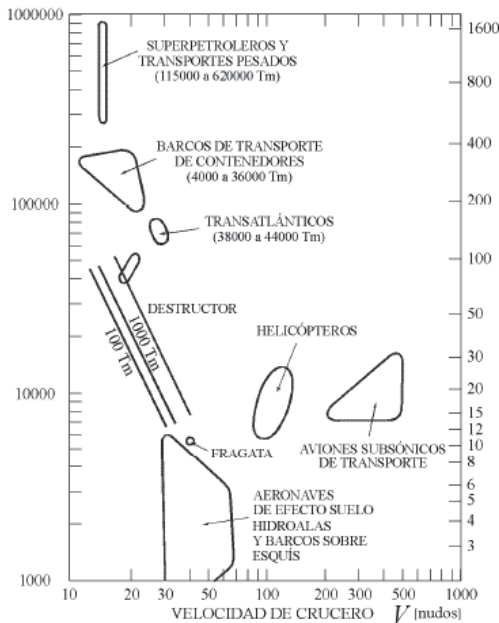 1000000
100000
10000
1000
SUPERPETROLEROS Y
TRANSPORTES PESADOS
(115000 a 620000 Tm)
BARCOS DE TRANSPORTE
DE CONTENEDORES
(4000 a 36000 Tm)
TRANSATLÁNTICOS
(38000 a 44000 Tm)
DESTRUCTOR
1000 Tm
100 Tm
HELICÓPTEROS
FRAGATA
AVIONES SUBSÓNICOS
DE TRANSPORTE
AERONAVES
DE EFECTO SUELO
HIDROALAS
Y BARCOS SOBRE
ESQUÍS
1600
800
400
200
100
50
30
20
15
12
10
8
6
5
4
3
10 20 30 50 100 200 300 500 1000
VELOCIDAD DE CRUCERO V [nudos]